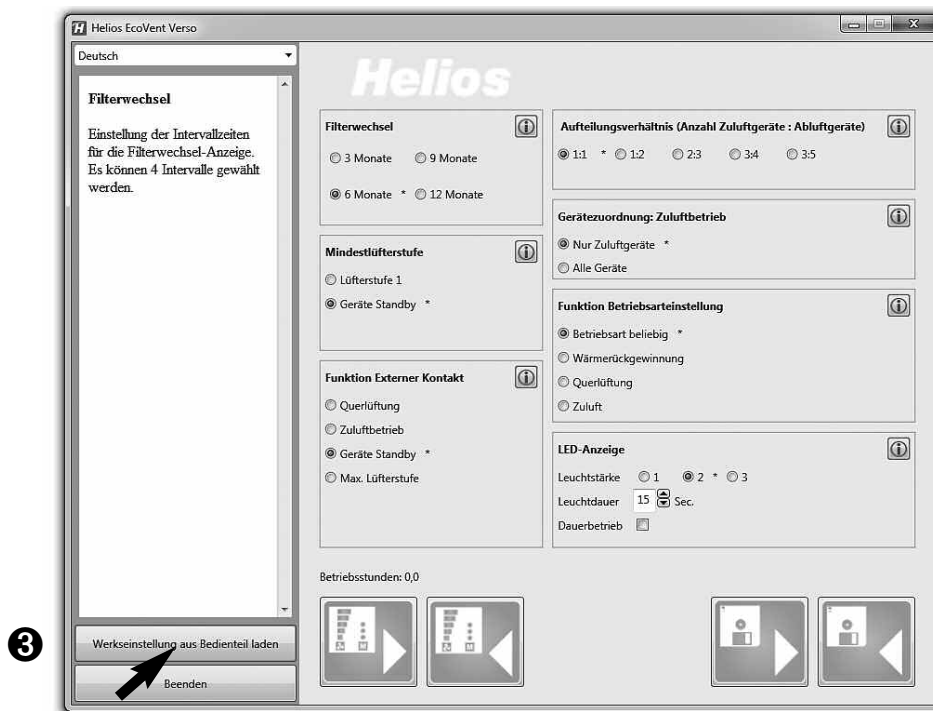 Helios EcoVent Verso
Deutsch
Filterwechsel
Einstellung der Intervallzeiten
für die Filterwechsel-Anzeige.
Es können 4 Intervalle gewählt
werden.
❸
Werkseinstellung aus Bedienteil laden
Beenden
Helios
Filterwechsel
3 Monate 9 Monate
6 Monate * 12 Monate
Mindestlüfterstufe
Lüfterstufe 1
Geräte Standby *
Funktion Externer Kontakt
Querlüftung
Zuluftbetrieb
Geräte Standby *
Max. Lüfterstufe
Aufteilungsverhältnis (Anzahl Zuluftgeräte : Abluftgeräte)
1:1 * 1:2 2:3 3:4 3:5
Gerätezuordnung: Zuluftbetrieb
Nur Zuluftgeräte *
Alle Geräte
Funktion Betriebsarteinstellung
Betriebsart beliebig *
Wärmerückgewinnung
Querlüftung
Zuluft
LED-Anzeige
Leuchtstärke 1 2 * 3
Leuchtdauer 15 Sec.
Dauerbetrieb
Betriebsstunden: 0,0